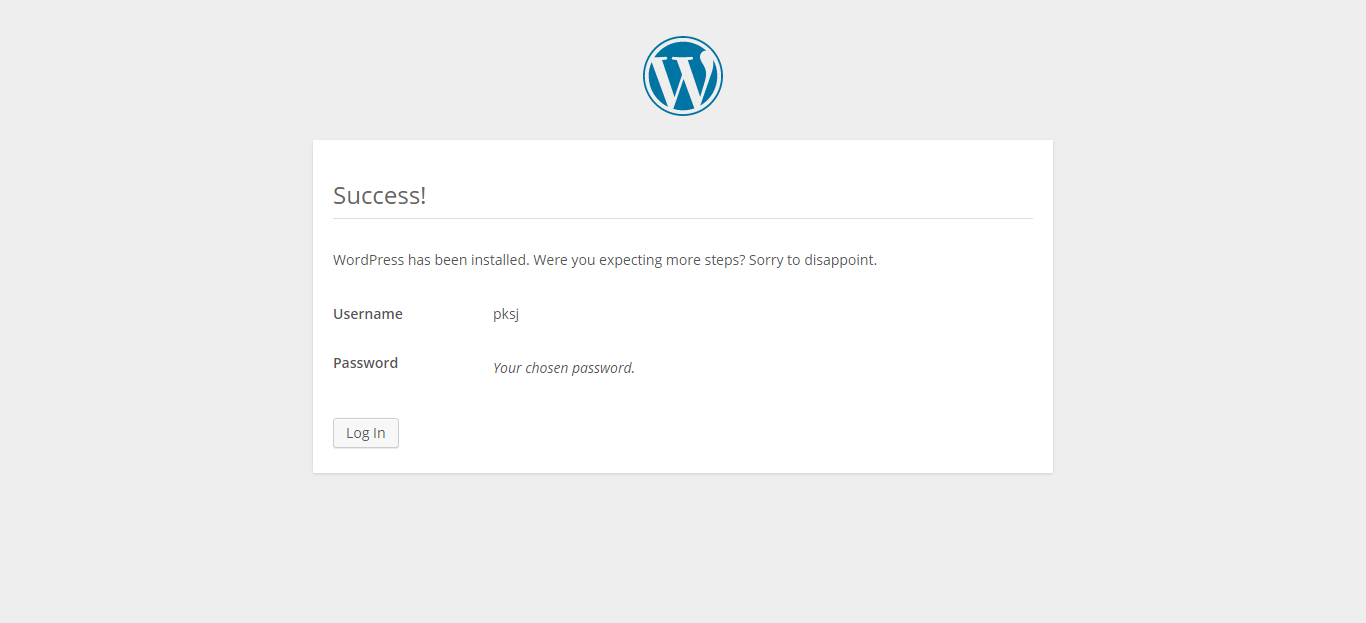 Success!
WordPress has been installed. Were you expecting more steps? Sorry to disappoint.
Username pksj
Password Your chosen password.
Log In